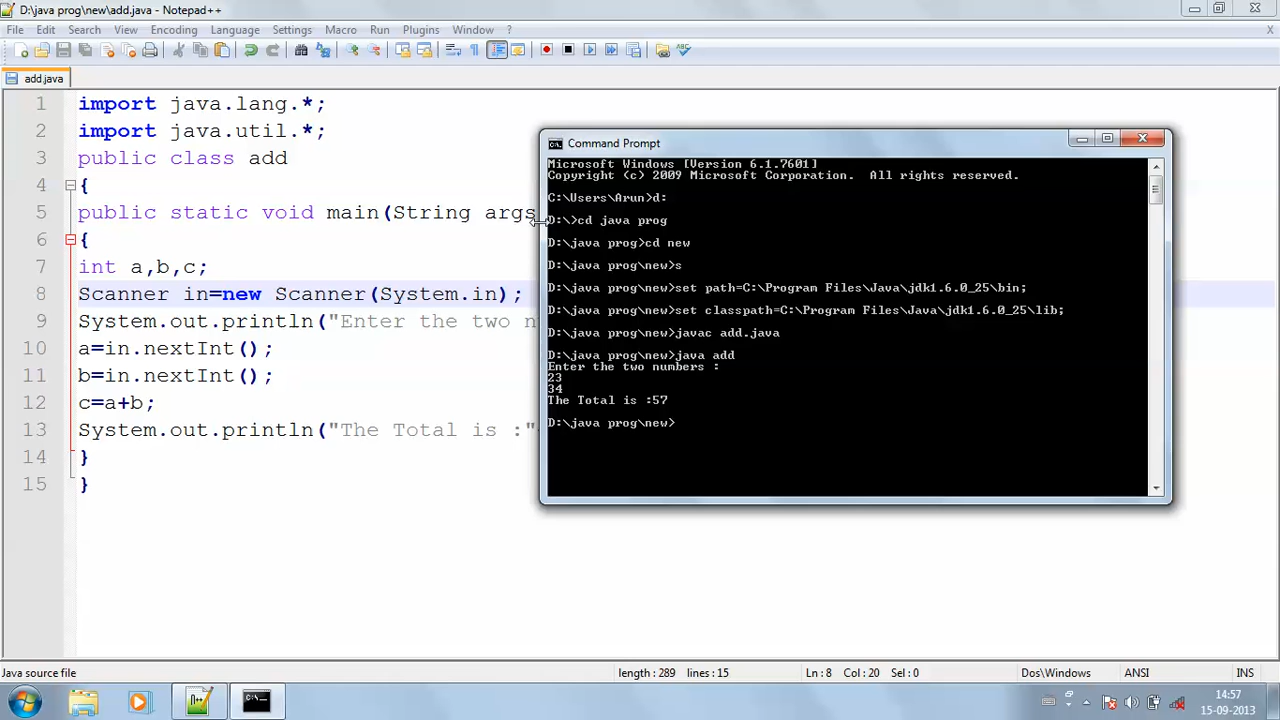 D:\java prog\new\add.java - Notepad++
File Edit Search View Encoding Language Settings Macro Run Plugins Window ? X
add.java
1 import java.lang.*;
2 import java.util.*;
3 public class add
4 {
5 public static void main(String args
6 {
7 int a,b,c;
8 Scanner in=new Scanner(System.in);
9 System.out.println("Enter the two n
10 a=in.nextInt();
11 b=in.nextInt();
12 c=a+b;
13 System.out.println("The Total is :"
14 }
15 }
Command Prompt
Microsoft Windows [Version 6.1.7601]
Copyright (c) 2009 Microsoft Corporation. All rights reserved.
C:\Users\Arun>d:
D:\>cd java prog
D:\java prog>cd new
D:\java prog\new>s
D:\java prog\new>set path=C:\Program Files\Java\jdk1.6.0_25\bin;
D:\java prog\new>set classpath=C:\Program Files\Java\jdk1.6.0_25\lib;
D:\java prog\new>javac add.java
D:\java prog\new>java add
Enter the two numbers :
23
34
The Total is :57
D:\java prog\new>
Java source file length : 289 lines : 15 Ln : 8 Col : 20 Sel : 0 Dos\Windows ANSI INS
14:57
15-09-2013